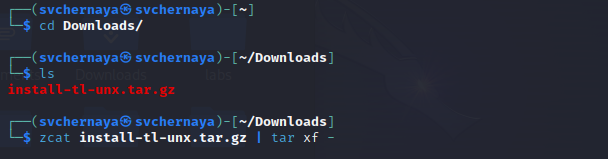 ┌──(svchernaya㉿svchernaya)-[~]
└─$ cd Downloads/
┌──(svchernaya㉿svchernaya)-[~/Downloads]
└─$ ls
install-tl-unx.tar.gz
┌──(svchernaya㉿svchernaya)-[~/Downloads]
└─$ zcat install-tl-unx.tar.gz | tar xf -